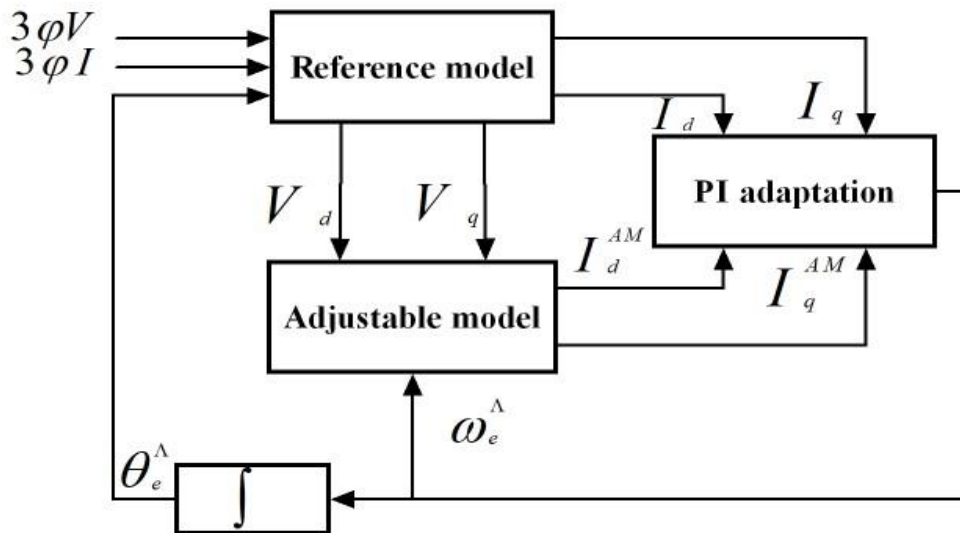 3φV
3φI
Reference model
I_d
I_q
PI adaptation
V_d
V_q
I_d^AM
I_q^AM
Adjustable model
ω_e^Λ
θ_e^Λ
∫